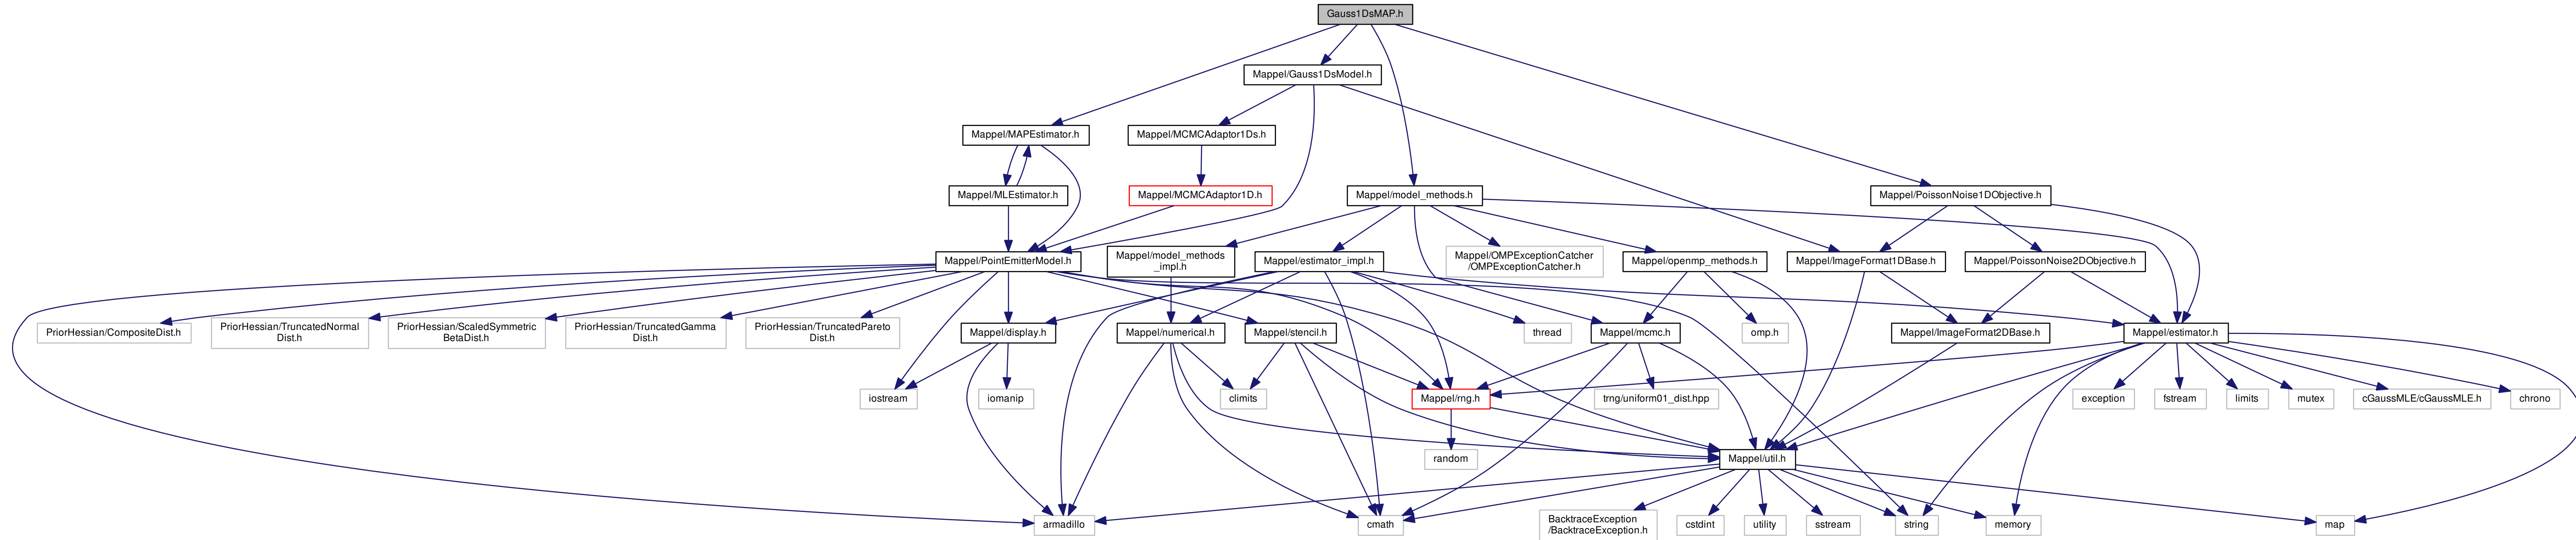 Gauss1DsMAP.h
Mappel/Gauss1DsModel.h
Mappel/MAPEstimator.h
Mappel/MCMCAdaptor1Ds.h
Mappel/MLEstimator.h
Mappel/MCMCAdaptor1D.h
Mappel/model_methods.h
Mappel/PoissonNoise1DObjective.h
Mappel/PointEmitterModel.h
Mappel/model_methods
_impl.h
Mappel/estimator_impl.h
Mappel/OMPExceptionCatcher
/OMPExceptionCatcher.h
Mappel/openmp_methods.h
Mappel/ImageFormat1DBase.h
Mappel/PoissonNoise2DObjective.h
PriorHessian/CompositeDist.h
PriorHessian/TruncatedNormal
Dist.h
PriorHessian/ScaledSymmetric
BetaDist.h
PriorHessian/TruncatedGamma
Dist.h
PriorHessian/TruncatedPareto
Dist.h
Mappel/display.h
Mappel/numerical.h
Mappel/stencil.h
thread
Mappel/mcmc.h
omp.h
Mappel/ImageFormat2DBase.h
Mappel/estimator.h
iostream
iomanip
climits
Mappel/rng.h
trng/uniform01_dist.hpp
exception
fstream
limits
mutex
cGaussMLE/cGaussMLE.h
chrono
random
Mappel/util.h
armadillo
cmath
BacktraceException
/BacktraceException.h
cstdint
utility
sstream
string
memory
map